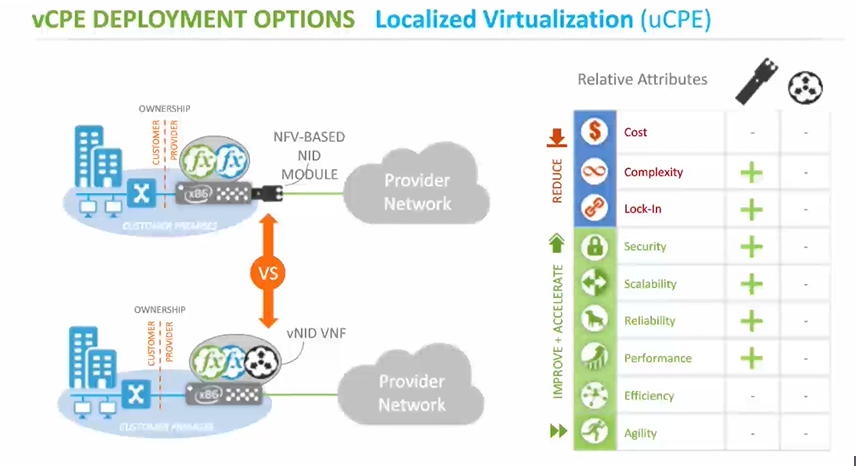 vCPE DEPLOYMENT OPTIONS Localized Virtualization (uCPE)
Relative Attributes
OWNERSHIP
CUSTOMER
PROVIDER
fx fx
x86
NFV-BASED
NID
MODULE
Provider
Network
CUSTOMER PREMISES
VS
OWNERSHIP
CUSTOMER
PROVIDER
vNID VNF
fx fx
x86
Provider
Network
CUSTOMER PREMISES
REDUCE
$ Cost - -
Complexity + -
Lock-In + -
IMPROVE + ACCELERATE
Security + -
Scalability + -
Reliability + -
Performance + -
Efficiency - -
Agility - -